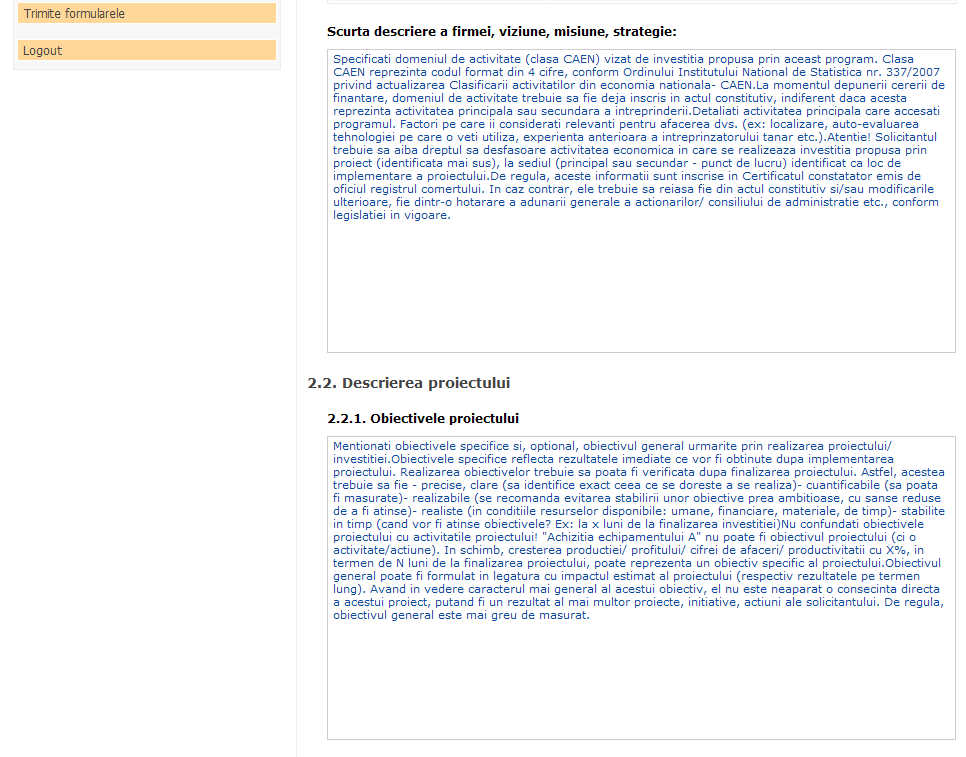 Trimite formularele
Logout
Scurta descriere a firmei, viziune, misiune, strategie:
Specificati domeniul de activitate (clasa CAEN) vizat de investitia propusa prin aceast program. Clasa
CAEN reprezinta codul format din 4 cifre, conform Ordinului Institutului National de Statistica nr. 337/2007
privind actualizarea Clasificarii activitatilor din economia nationala- CAEN.La momentul depunerii cererii de
finantare, domeniul de activitate trebuie sa fie deja inscris in actul constitutiv, indiferent daca acesta
reprezinta activitatea principala sau secundara a intreprinderii.Detaliati activitatea principala care accesati
programul. Factori pe care ii considerati relevanti pentru afacerea dvs. (ex: localizare, auto-evaluarea
tehnologiei pe care o veti utiliza, experienta anterioara a intreprinzatorului tanar etc.).Atentie! Solicitantul
trebuie sa aiba dreptul sa desfasoare activitatea economica in care se realizeaza investitia propusa prin
proiect (identificata mai sus), la sediul (principal sau secundar - punct de lucru) identificat ca loc de
implementare a proiectului.De regula, aceste informatii sunt inscrise in Certificatul constatator emis de
oficiul registrul comertului. In caz contrar, ele trebuie sa reiasa fie din actul constitutiv si/sau modificarile
ulterioare, fie dintr-o hotarare a adunarii generale a actionarilor/ consiliului de administratie etc., conform
legislatiei in vigoare.
2.2. Descrierea proiectului
2.2.1. Obiectivele proiectului
Mentionati obiectivele specifice si, optional, obiectivul general urmarite prin realizarea proiectului/
investitiei.Obiectivele specifice reflecta rezultatele imediate ce vor fi obtinute dupa implementarea
proiectului. Realizarea obiectivelor trebuie sa poata fi verificata dupa finalizarea proiectului. Astfel, acestea
trebuie sa fie - precise, clare (sa identifice exact ceea ce se doreste a se realiza)- cuantificabile (sa poata
fi masurate)- realizabile (se recomanda evitarea stabilirii unor obiective prea ambitioase, cu sanse reduse
de a fi atinse)- realiste (in conditiile resurselor disponibile: umane, financiare, materiale, de timp)- stabilite
in timp (cand vor fi atinse obiectivele? Ex: la x luni de la finalizarea investitiei)Nu confundati obiectivele
proiectului cu activitatile proiectului! "Achizitia echipamentului A" nu poate fi obiectivul proiectului (ci o
activitate/actiune). In schimb, cresterea productiei/ profitului/ cifrei de afaceri/ productivitatii cu X%, in
termen de N luni de la finalizarea proiectului, poate reprezenta un obiectiv specific al proiectului.Obiectivul
general poate fi formulat in legatura cu impactul estimat al proiectului (respectiv rezultatele pe termen
lung). Avand in vedere caracterul mai general al acestui obiectiv, el nu este neaparat o consecinta directa
a acestui proiect, putand fi un rezultat al mai multor proiecte, initiative, actiuni ale solicitantului. De regula,
obiectivul general este mai greu de masurat.